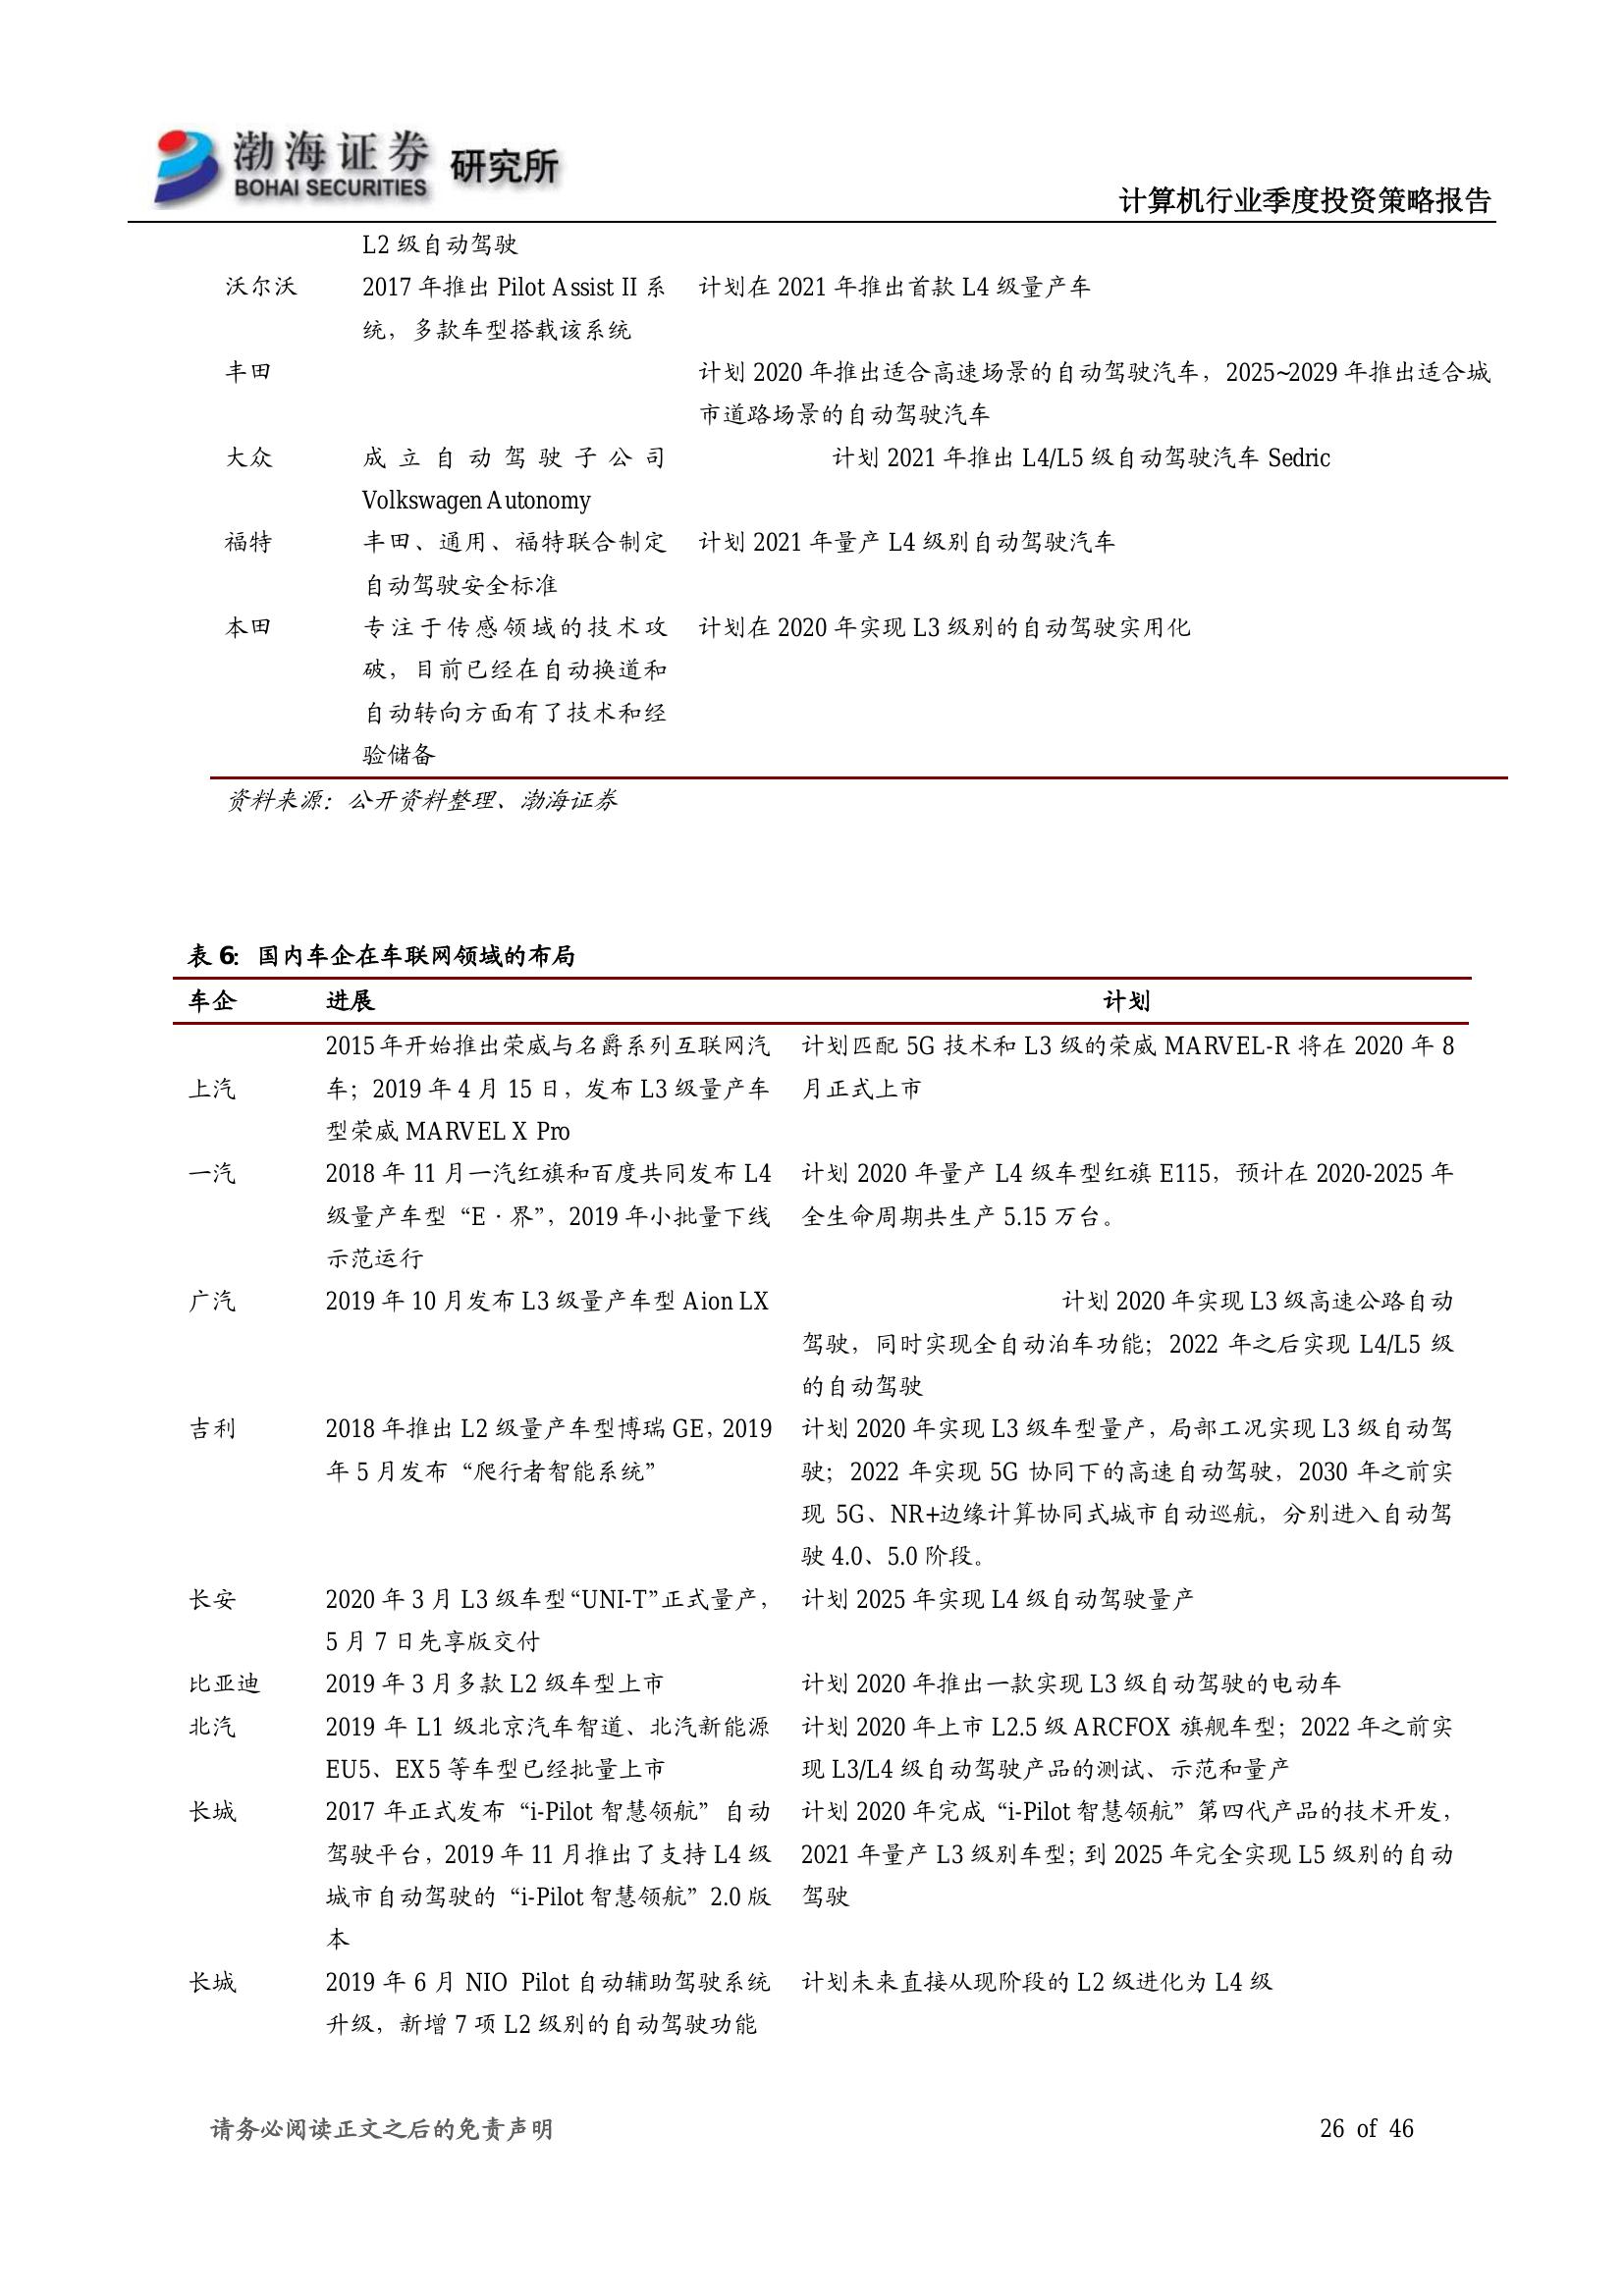 渤海证券 研究所
BOHAI SECURITIES
计算机行业季度投资策略报告
L2 级自动驾驶
沃尔沃 2017 年推出 Pilot Assist II 系 计划在 2021 年推出首款 L4 级量产车
统，多款车型搭载该系统
丰田 计划 2020 年推出适合高速场景的自动驾驶汽车，2025~2029 年推出适合城
市道路场景的自动驾驶汽车
大众 成立自动驾驶子公司 计划 2021 年推出 L4/L5 级自动驾驶汽车 Sedric
Volkswagen Autonomy
福特 丰田、通用、福特联合制定 计划 2021 年量产 L4 级别自动驾驶汽车
自动驾驶安全标准
本田 专注于传感领域的技术攻 计划在 2020 年实现 L3 级别的自动驾驶实用化
破，目前已经在自动换道和
自动转向方面有了技术和经
验储备
资料来源：公开资料整理、渤海证券
表 6：国内车企在车联网领域的布局
车企 进展 计划
2015 年开始推出荣威与名爵系列互联网汽 计划匹配 5G 技术和 L3 级的荣威 MARVEL-R 将在 2020 年 8
上汽 车；2019 年 4 月 15 日，发布 L3 级量产车 月正式上市
型荣威 MARVEL X Pro
一汽 2018 年 11 月一汽红旗和百度共同发布 L4 计划 2020 年量产 L4 级车型红旗 E115，预计在 2020-2025 年
级量产车型“E · 界”，2019 年小批量下线 全生命周期共生产 5.15 万台。
示范运行
广汽 2019 年 10 月发布 L3 级量产车型 Aion LX 计划 2020 年实现 L3 级高速公路自动
驾驶，同时实现全自动泊车功能；2022 年之后实现 L4/L5 级
的自动驾驶
吉利 2018 年推出 L2 级量产车型博瑞 GE，2019 计划 2020 年实现 L3 级车型量产，局部工况实现 L3 级自动驾
年 5 月发布“爬行者智能系统” 驶；2022 年实现 5G 协同下的高速自动驾驶，2030 年之前实
现 5G、NR+边缘计算协同式城市自动巡航，分别进入自动驾
驶 4.0、5.0 阶段。
长安 2020 年 3 月 L3 级车型“UNI-T”正式量产， 计划 2025 年实现 L4 级自动驾驶量产
5 月 7 日先享版交付
比亚迪 2019 年 3 月多款 L2 级车型上市 计划 2020 年推出一款实现 L3 级自动驾驶的电动车
北汽 2019 年 L1 级北京汽车智道、北汽新能源 计划 2020 年上市 L2.5 级 ARCFOX 旗舰车型；2022 年之前实
EU5、EX5 等车型已经批量上市 现 L3/L4 级自动驾驶产品的测试、示范和量产
长城 2017 年正式发布“i-Pilot 智慧领航”自动 计划 2020 年完成“i-Pilot 智慧领航”第四代产品的技术开发，
驾驶平台，2019 年 11 月推出了支持 L4 级 2021 年量产 L3 级别车型；到 2025 年完全实现 L5 级别的自动
城市自动驾驶的“i-Pilot 智慧领航”2.0 版 驾驶
本
长城 2019 年 6 月 NIO Pilot 自动辅助驾驶系统 计划未来直接从现阶段的 L2 级进化为 L4 级
升级，新增 7 项 L2 级别的自动驾驶功能
请务必阅读正文之后的免责声明 26 of 46